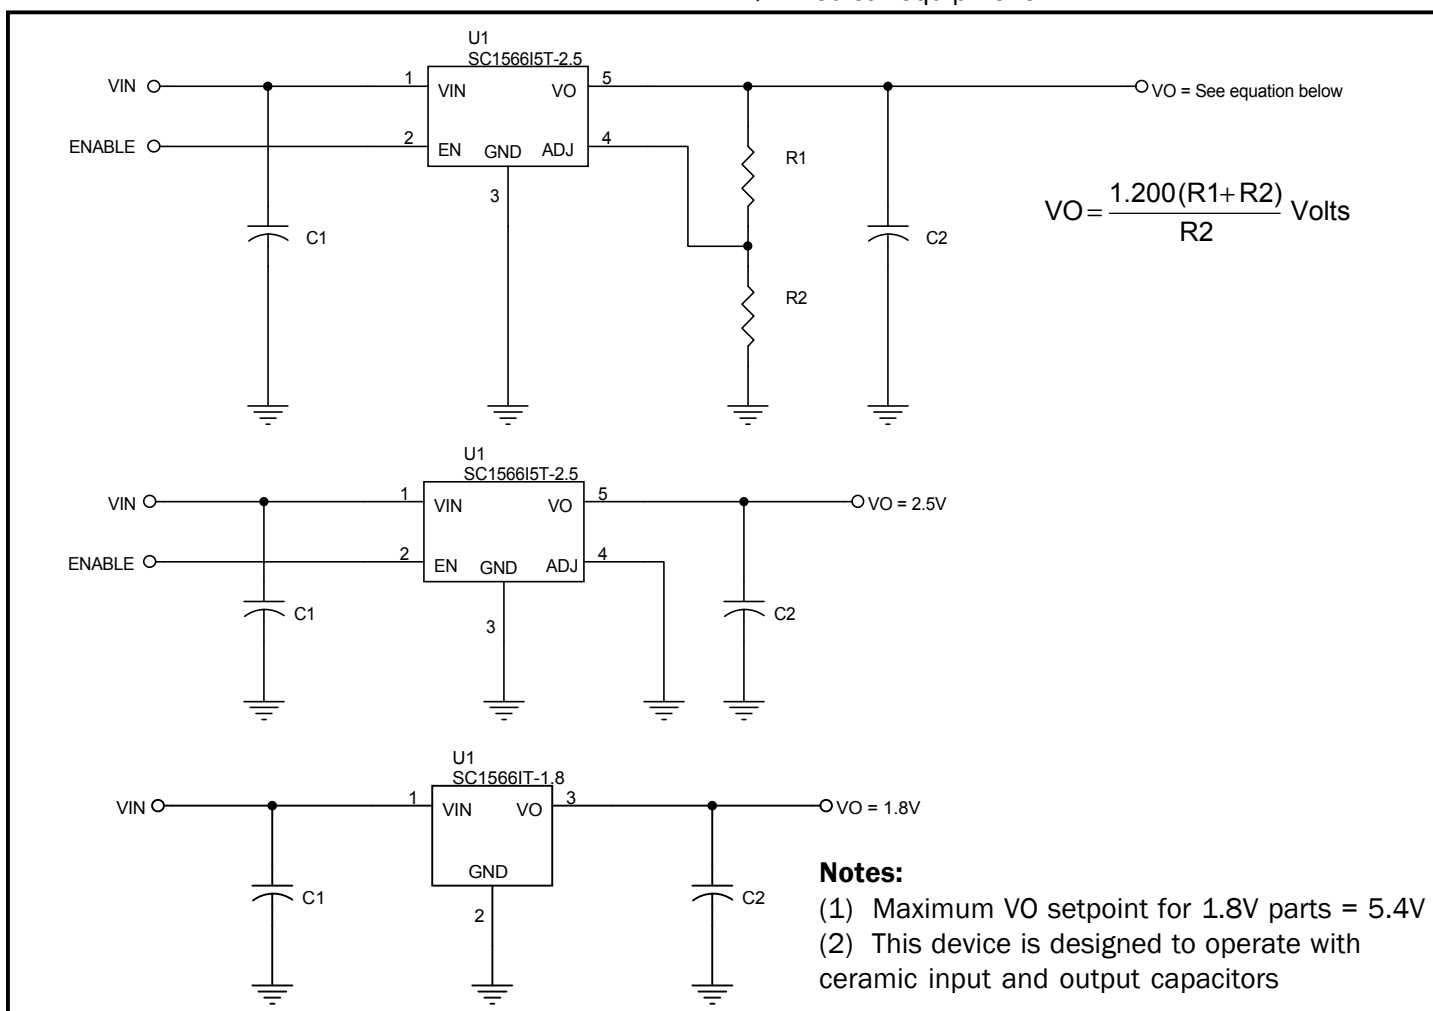 U1
SC1566I5T-2.5
VIN
1
VIN
VO
5
VO = See equation below
ENABLE
2
EN
GND
ADJ
4
3
R1
C1
R2
C2
VO = 1.200(R1+R2) / R2 Volts
U1
SC1566I5T-2.5
VIN
1
VIN
VO
5
VO = 2.5V
ENABLE
2
EN
GND
ADJ
4
3
C1
C2
U1
SC1566IT-1.8
VIN
1
VIN
VO
3
VO = 1.8V
GND
2
C1
C2
Notes:
(1) Maximum VO setpoint for 1.8V parts = 5.4V
(2) This device is designed to operate with
ceramic input and output capacitors